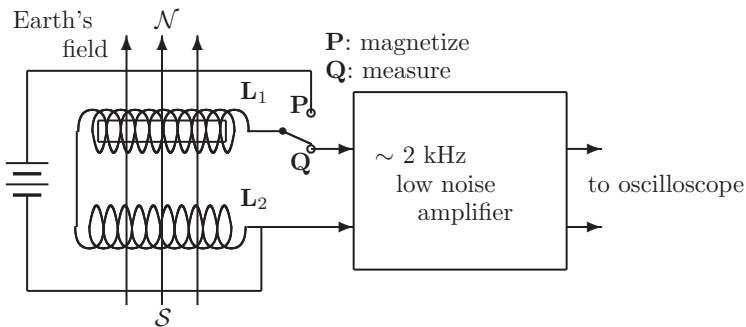 Earth's
field
𝒩
P: magnetize
Q: measure
L₁
P
Q
~ 2 kHz
low noise
amplifier
to oscilloscope
L₂
𝒮